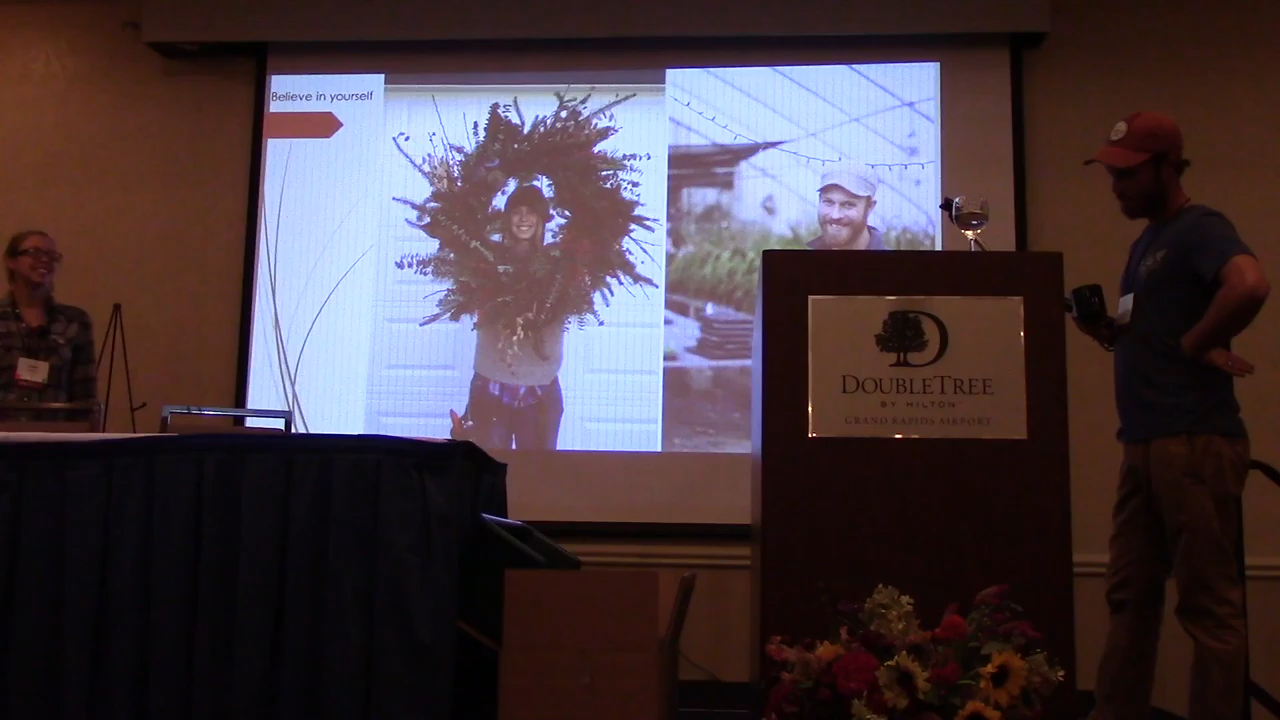 Believe in yourself
D
DOUBLETREE
BY HILTON
GRAND RAPIDS AIRPORT